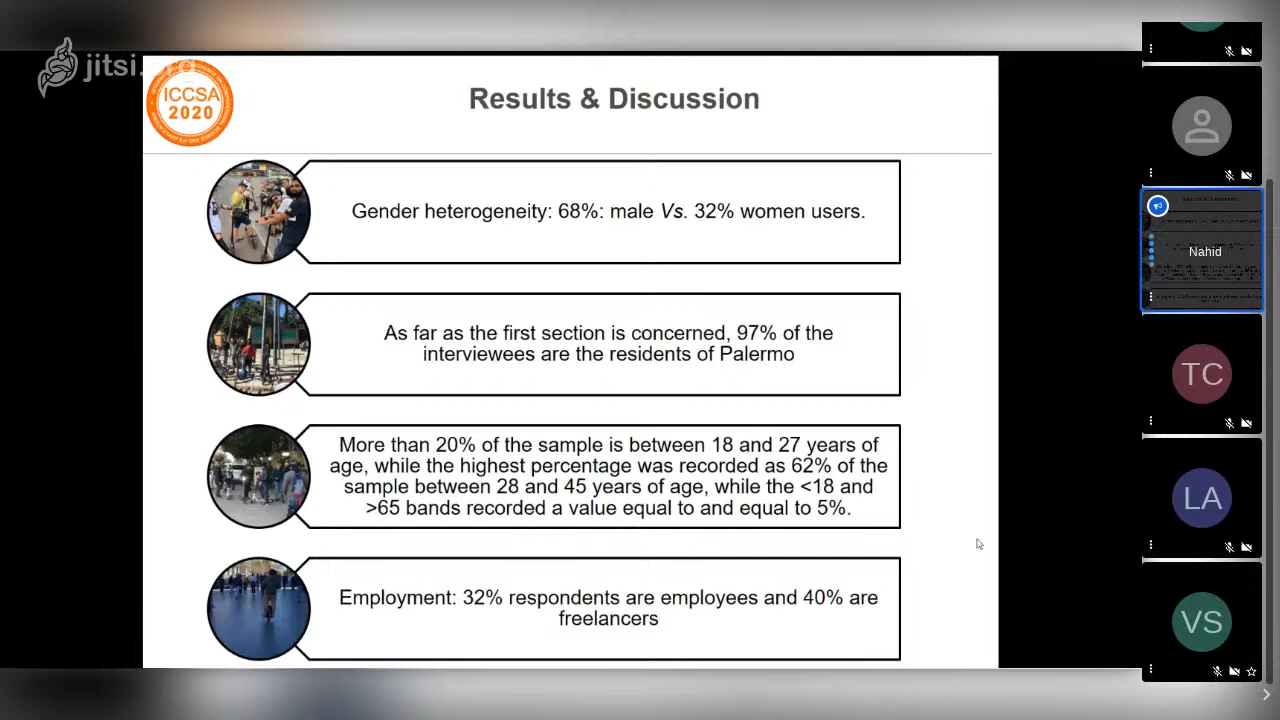 jitsi.org
ICCSA
2020
Results & Discussion
Gender heterogeneity: 68%: male Vs. 32% women users.
As far as the first section is concerned, 97% of the
interviewees are the residents of Palermo
More than 20% of the sample is between 18 and 27 years of
age, while the highest percentage was recorded as 62% of the
sample between 28 and 45 years of age, while the <18 and
>65 bands recorded a value equal to and equal to 5%.
Employment: 32% respondents are employees and 40% are
freelancers
Nahid
TC
LA
VS